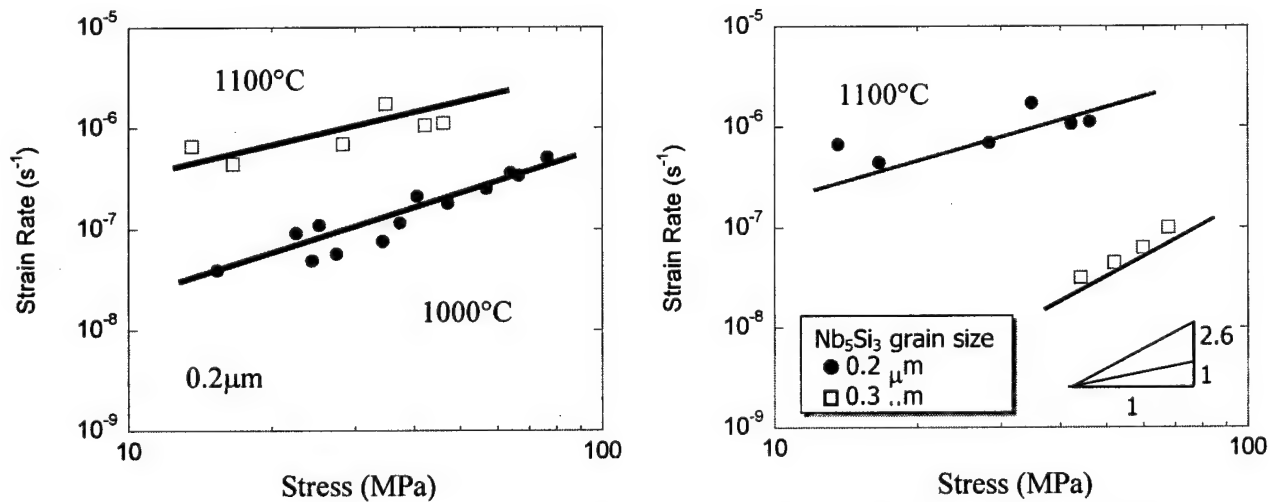 10⁻⁵
10⁻⁶
10⁻⁷
10⁻⁸
10⁻⁹
Strain Rate (s⁻¹)
1100°C
1000°C
0.2μm
10
100
Stress (MPa)
10⁻⁵
10⁻⁶
10⁻⁷
10⁻⁸
10⁻⁹
Strain Rate (s⁻¹)
1100°C
Nb₅Si₃ grain size
0.2 μm
0.3 ..m
2.6
1
1
10
100
Stress (MPa)